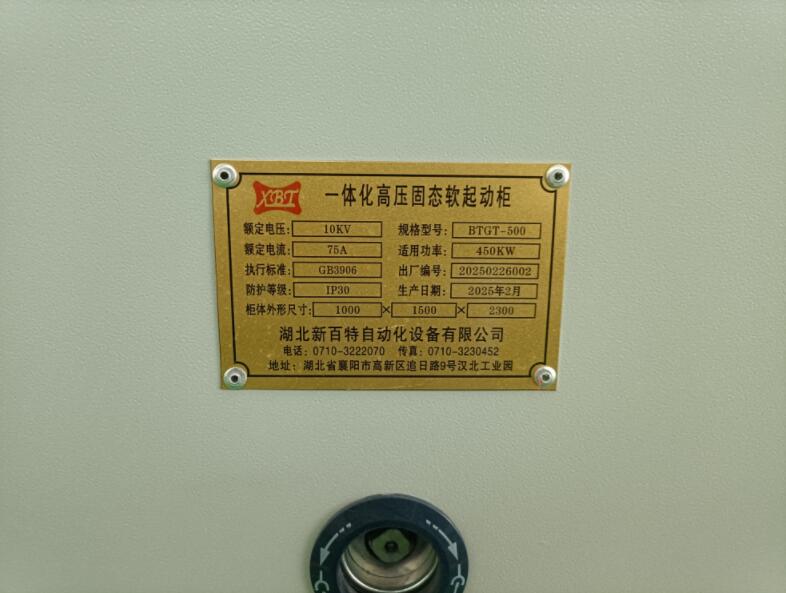 XBT 一体化高压固态软起动柜
额定电压: 10KV 规格型号: BTGT-500
额定电流: 75A 适用功率: 450KW
执行标准: GB3906 出厂编号: 20250226002
防护等级: IP30 生产日期: 2025年2月
柜体外形尺寸: 1000×1500×2300
湖北新百特自动化设备有限公司
电话: 0710-3222070 传真: 0710-3230452
地址: 湖北省襄阳市高新区追日路9号汉北工业园